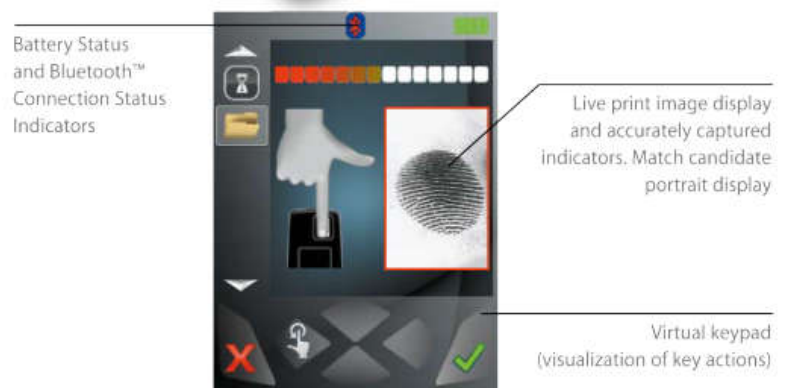 Battery Status
and Bluetooth™
Connection Status
Indicators
Live print image display
and accurately captured
indicators. Match candidate
portrait display
Virtual keypad
(visualization of key actions)